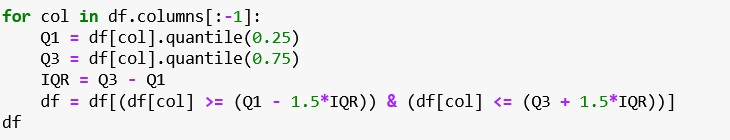 for col in df.columns[:-1]:
    Q1 = df[col].quantile(0.25)
    Q3 = df[col].quantile(0.75)
    IQR = Q3 - Q1
    df = df[(df[col] >= (Q1 - 1.5*IQR)) & (df[col] <= (Q3 + 1.5*IQR))]
df